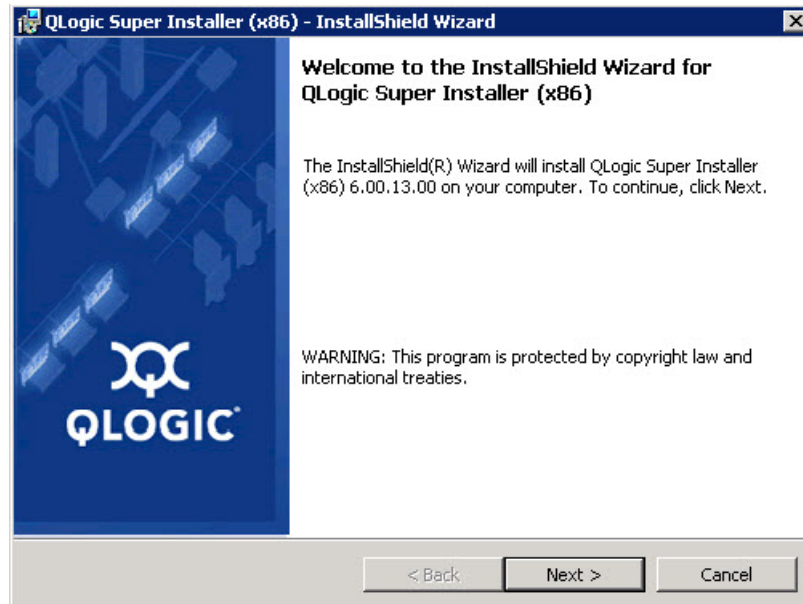 QLogic Super Installer (x86) - InstallShield Wizard
Welcome to the InstallShield Wizard for
QLogic Super Installer (x86)
The InstallShield(R) Wizard will install QLogic Super Installer
(x86) 6.00.13.00 on your computer. To continue, click Next.
WARNING: This program is protected by copyright law and
international treaties.
QLOGIC
< Back
Next >
Cancel